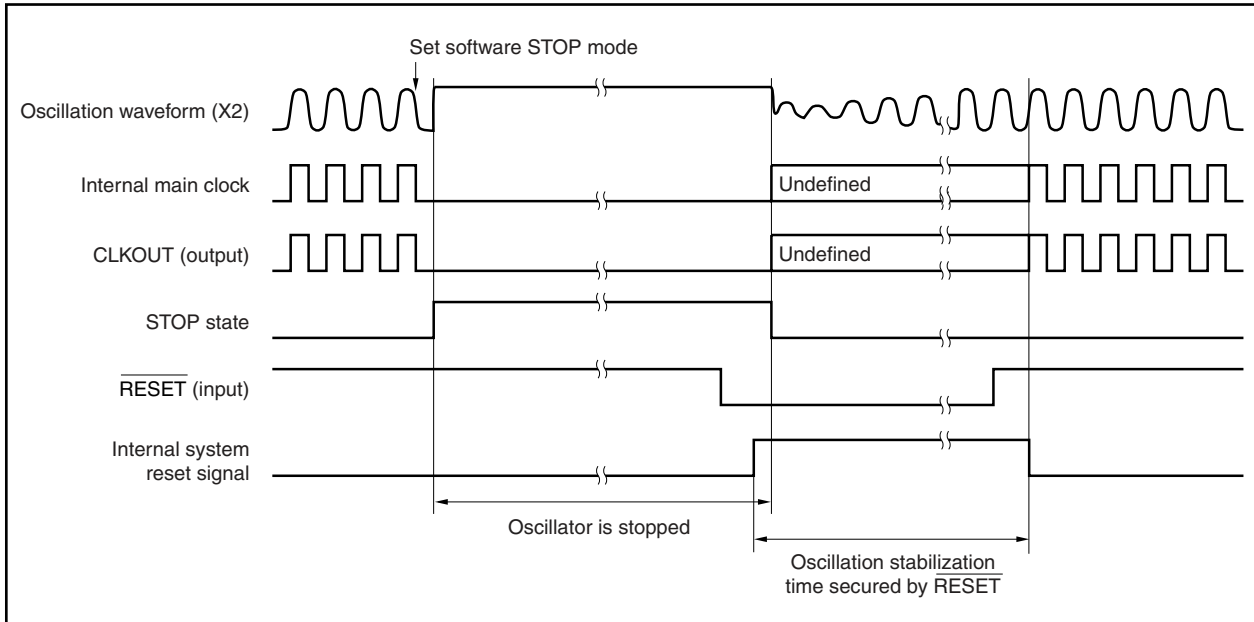 Set software STOP mode
Oscillation waveform (X2)
Internal main clock
Undefined
CLKOUT (output)
Undefined
STOP state
RESET (input)
Internal system
reset signal
Oscillator is stopped
Oscillation stabilization
time secured by RESET